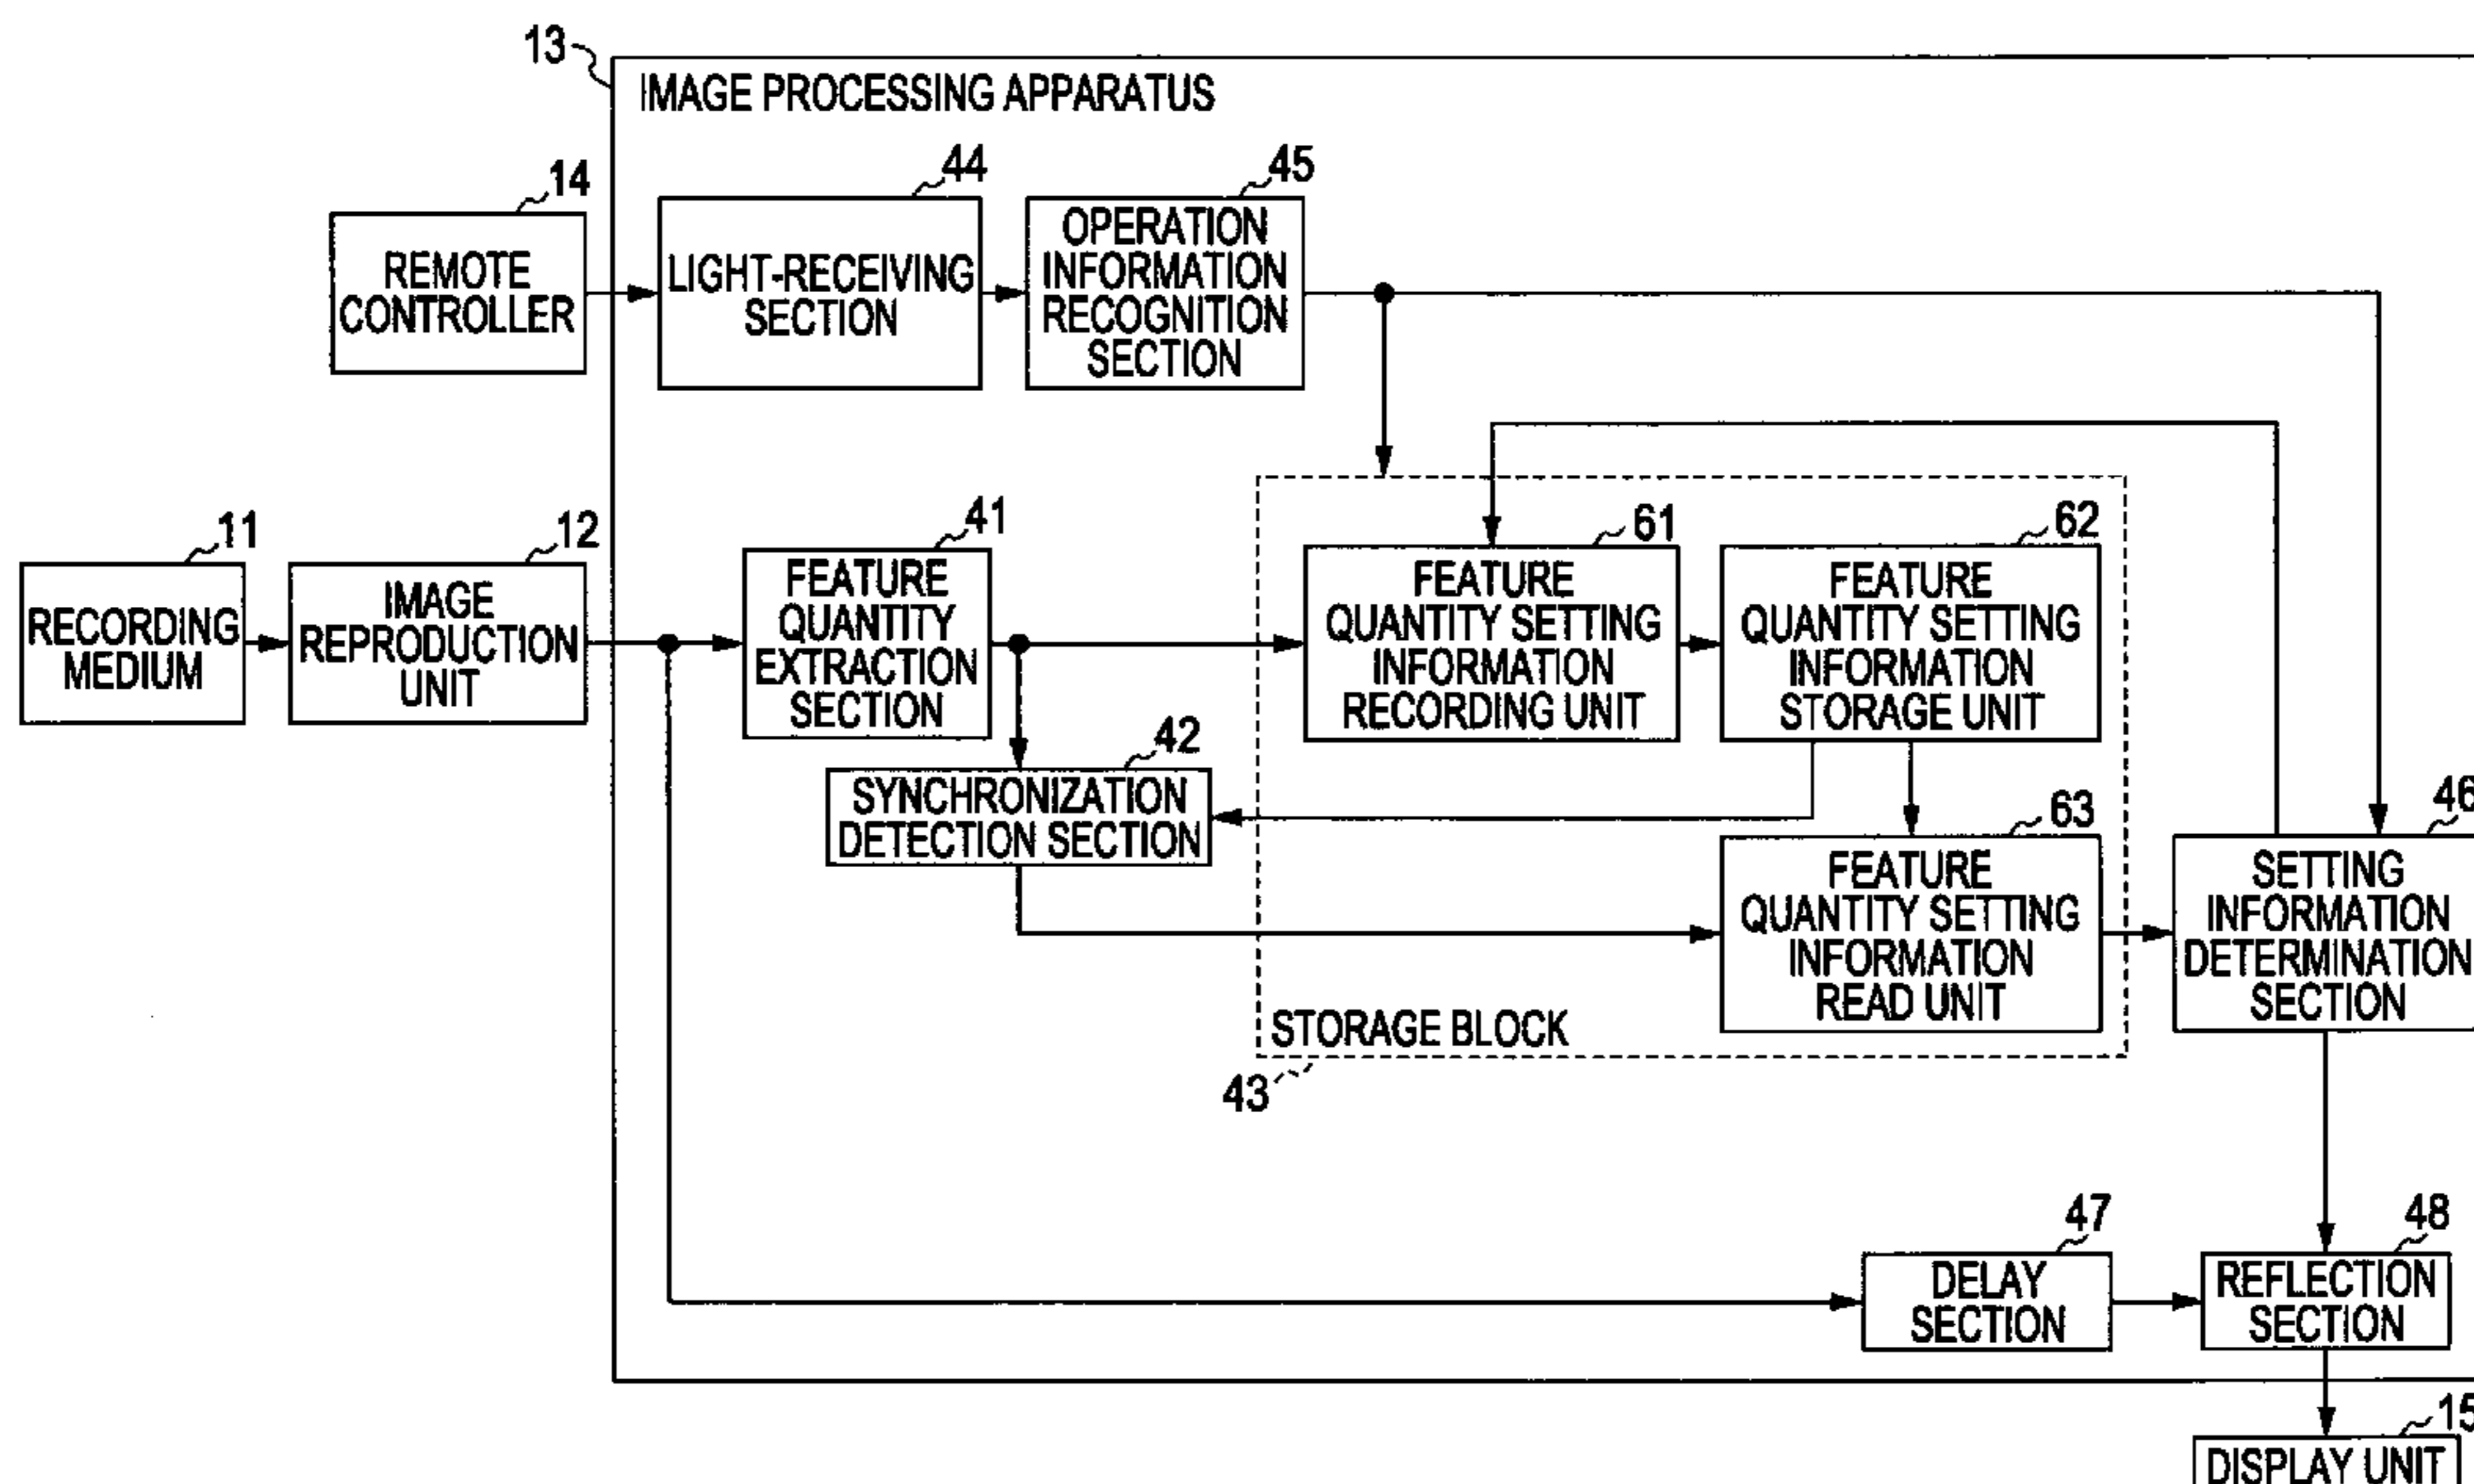 13
IMAGE PROCESSING APPARATUS
14
REMOTE
CONTROLLER
44
LIGHT-RECEIVING
SECTION
45
OPERATION
INFORMATION
RECOGNITION
SECTION
11
RECORDING
MEDIUM
12
IMAGE
REPRODUCTION
UNIT
41
FEATURE
QUANTITY
EXTRACTION
SECTION
42
SYNCHRONIZATION
DETECTION SECTION
61
FEATURE
QUANTITY SETTING
INFORMATION
RECORDING UNIT
62
FEATURE
QUANTITY SETTING
INFORMATION
STORAGE UNIT
63
FEATURE
QUANTITY SETTING
INFORMATION
READ UNIT
STORAGE BLOCK
43
46
SETTING
INFORMATION
DETERMINATION
SECTION
47
DELAY
SECTION
48
REFLECTION
SECTION
15
DISPLAY UNIT